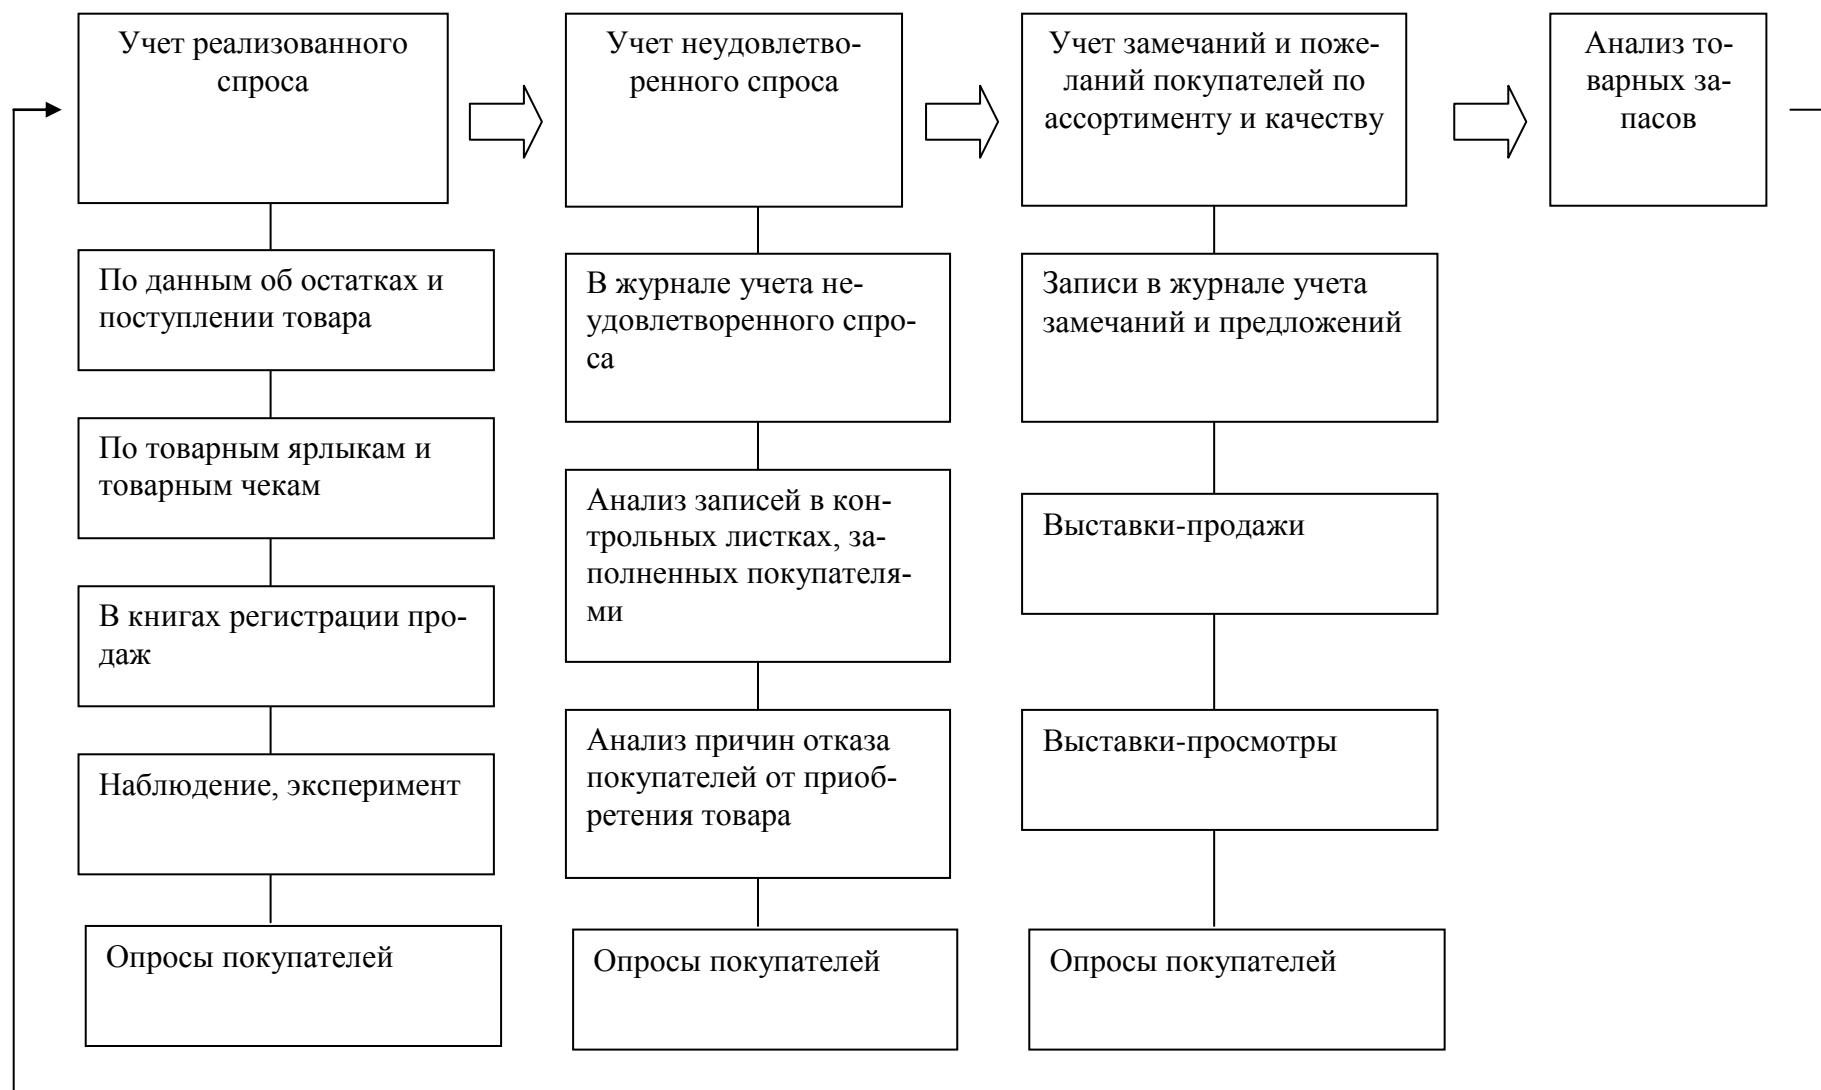 Учет реализованного
спроса
Учет неудовлетво-
ренного спроса
Учет замечаний и поже-
ланий покупателей по
ассортименту и качеству
Анализ то-
варных за-
пасов
По данным об остатках и
поступлении товара
По товарным ярлыкам и
товарным чекам
В книгах регистрации про-
даж
Наблюдение, эксперимент
Опросы покупателей
В журнале учета не-
удовлетворенного спро-
са
Анализ записей в кон-
трольных листках, за-
полненных покупателя-
ми
Анализ причин отказа
покупателей от приоб-
ретения товара
Опросы покупателей
Записи в журнале учета
замечаний и предложений
Выставки-продажи
Выставки-просмотры
Опросы покупателей